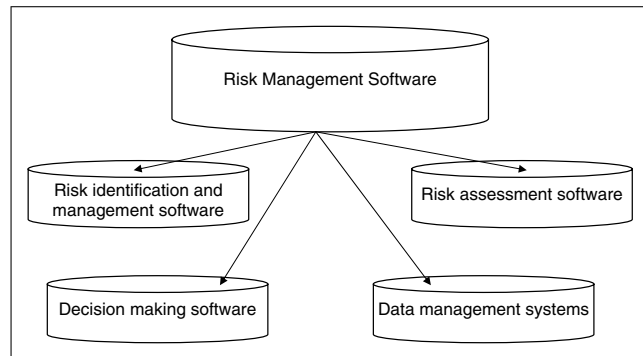 Risk Management Software
Risk identification and
management software
Risk assessment software
Decision making software
Data management systems